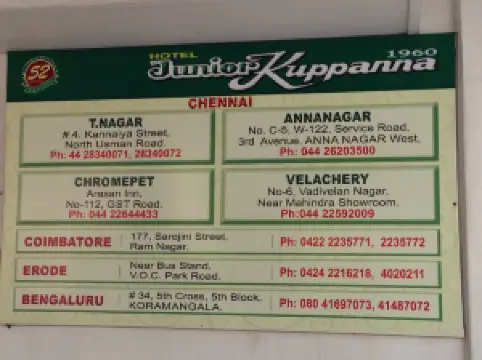 52
HOTEL
Junior Kuppanna
1960
CHENNAI
T.NAGAR
# 4, Kannaiya Street,
North Usman Road.
Ph: 44 28340071, 28349072
ANNANAGAR
No. C-5, W-122, Service Road,
3rd Avenue, ANNA NAGAR West,
Ph: 044 26203500
CHROMEPET
Arasan Inn,
No-112, GST Road.
Ph: 044 22644433
VELACHERY
No-6, Vadivelan Nagar,
Near Mahindra Showroom.
Ph:044 22592009
COIMBATORE
177, Sarojini Street,
Ram Nagar.
Ph: 0422 2235771, 2235772
ERODE
Near Bus Stand,
V.O.C. Park Road.
Ph: 0424 2216218, 4020211
BENGALURU
# 34, 5th Cross, 5th Block,
KORAMANGALA.
Ph: 080 41697073, 41487072